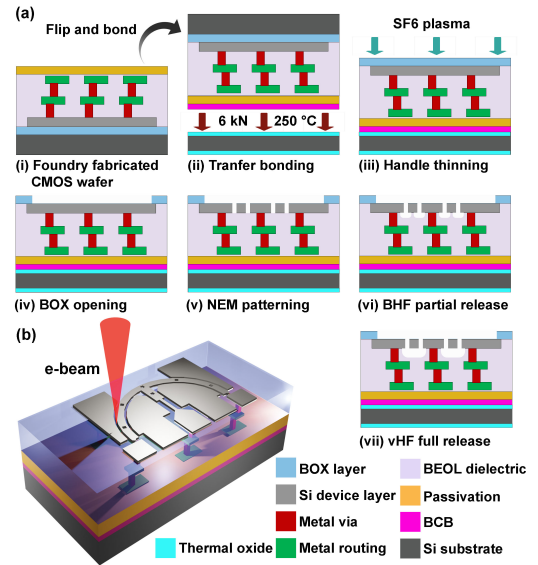 (a)
Flip and bond
SF6 plasma
6 kN
250 °C
(i) Foundry fabricated
CMOS wafer
(ii) Tranfer bonding
(iii) Handle thinning
(iv) BOX opening
(v) NEM patterning
(vi) BHF partial release
(b)
e-beam
(vii) vHF full release
BOX layer
BEOL dielectric
Si device layer
Passivation
Metal via
BCB
Thermal oxide
Metal routing
Si substrate